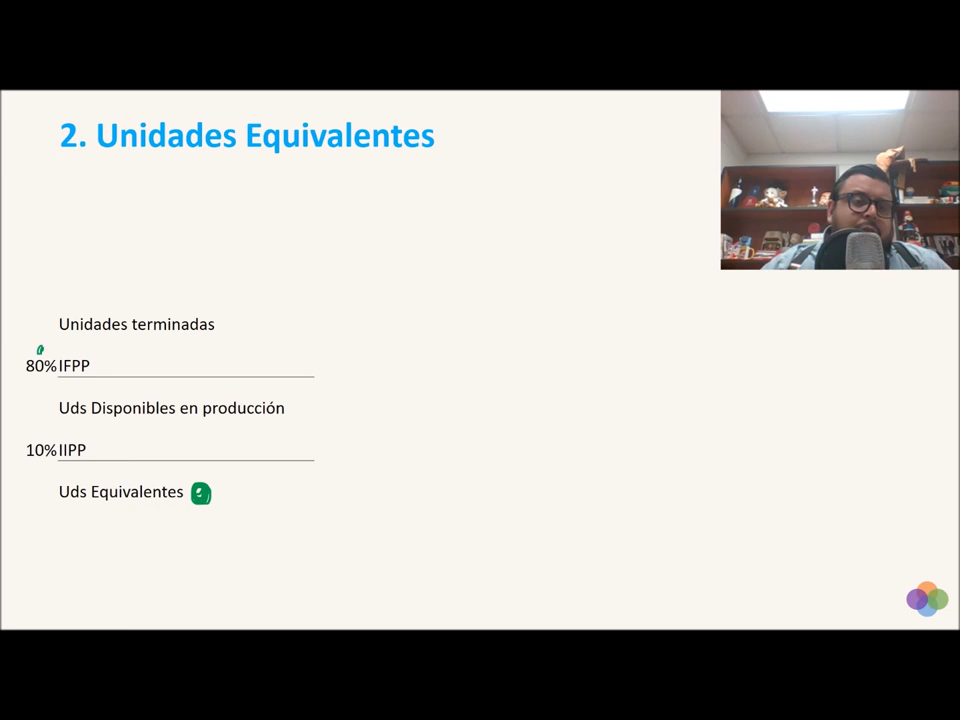 2. Unidades Equivalentes
Unidades terminadas
80% IFPP
Uds Disponibles en producción
10% IIPP
Uds Equivalentes